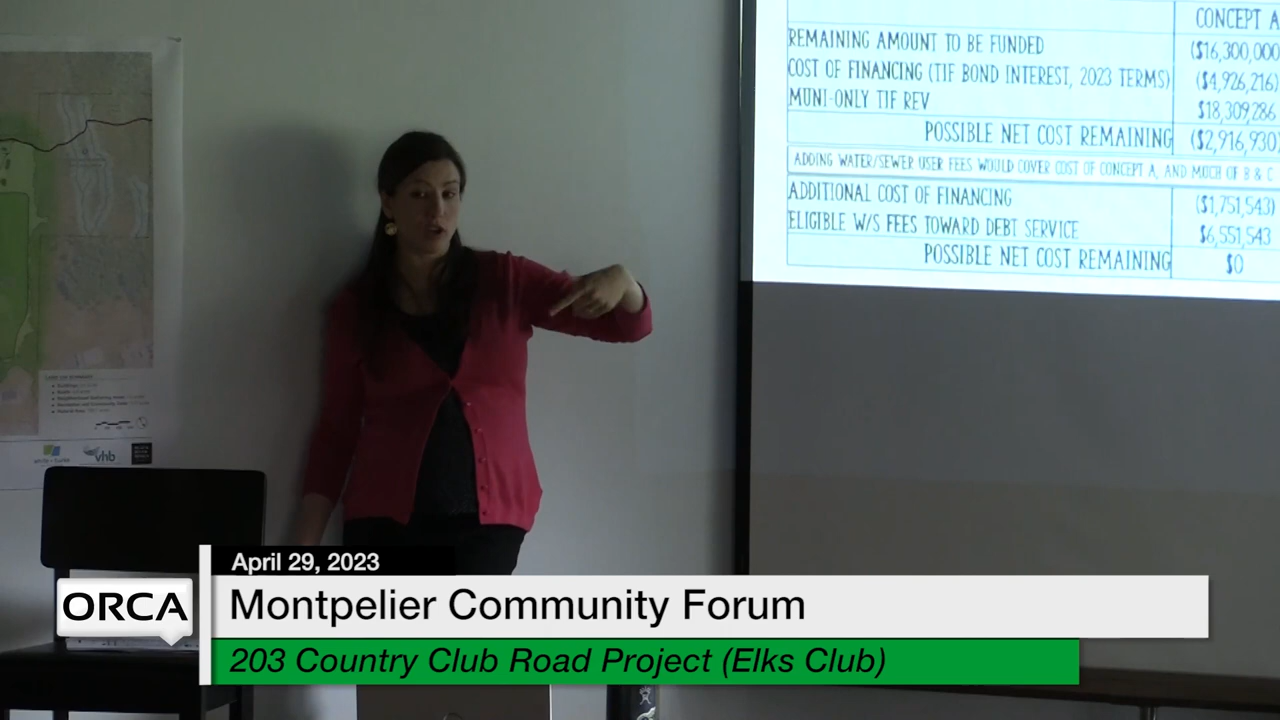 CONCEPT A
REMAINING AMOUNT TO BE FUNDED ($16,300,000
COST OF FINANCING (TIF BOND INTEREST, 2023 TERMS) ($4,926,216)
MUNI-ONLY TIF REV $18,309,286
POSSIBLE NET COST REMAINING ($2,916,930)
ADDING WATER/SEWER USER FEES WOULD COVER COST OF CONCEPT A, AND MUCH OF B & C
ADDITIONAL COST OF FINANCING ($1,751,543)
ELIGIBLE W/S FEES TOWARD DEBT SERVICE $6,551,543
POSSIBLE NET COST REMAINING $0
vhb
April 29, 2023
ORCA
Montpelier Community Forum
203 Country Club Road Project (Elks Club)